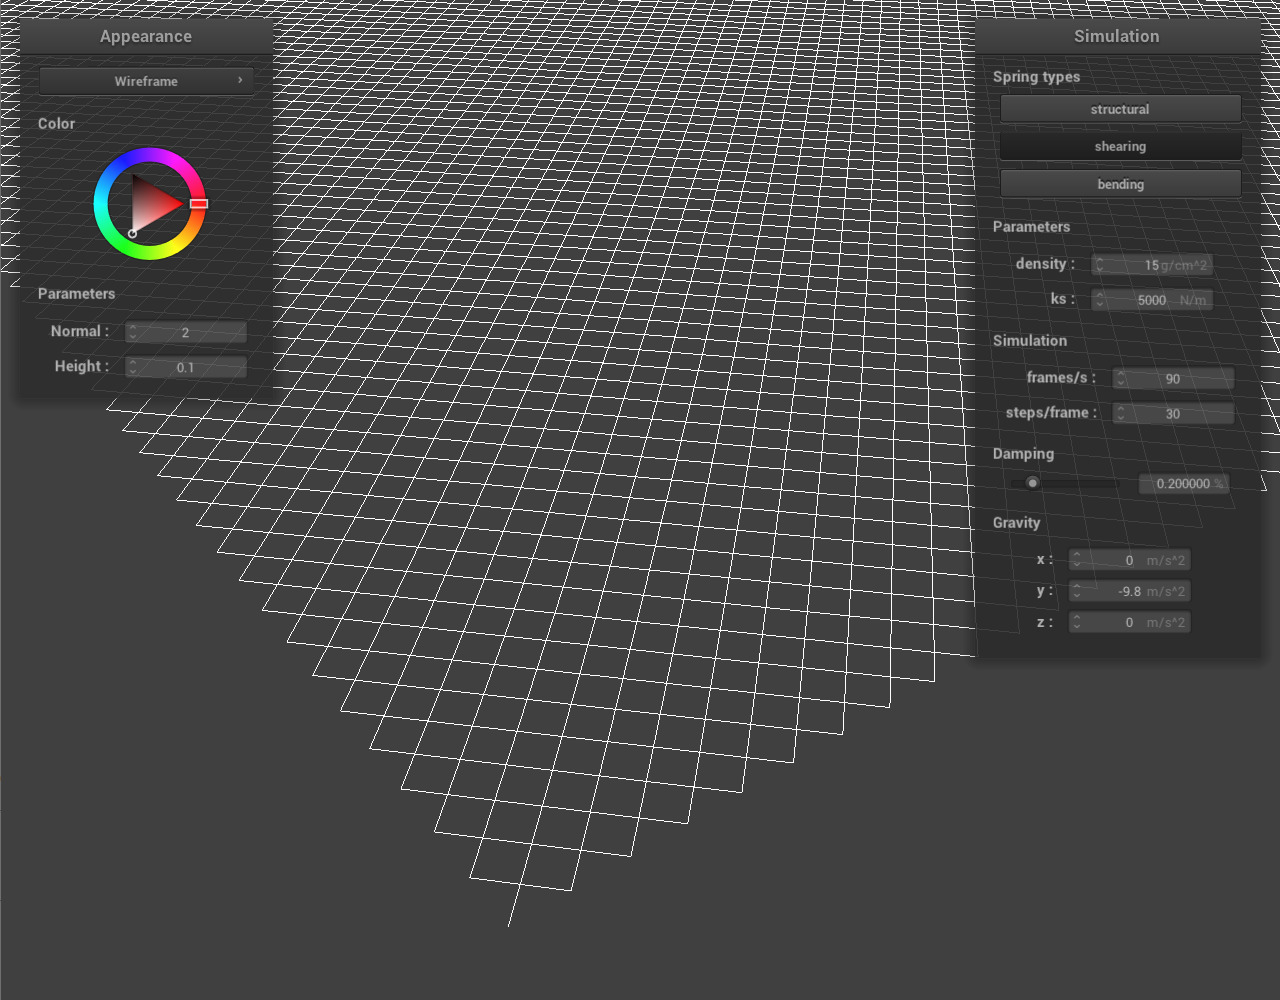 Appearance
Wireframe
Color
Parameters
Normal : 2
Height : 0.1
Simulation
Spring types
structural
shearing
bending
Parameters
density : 15 g/cm^2
ks : 5000 N/m
Simulation
frames/s : 90
steps/frame : 30
Damping
0.200000 %
Gravity
x : 0 m/s^2
y : -9.8 m/s^2
z : 0 m/s^2